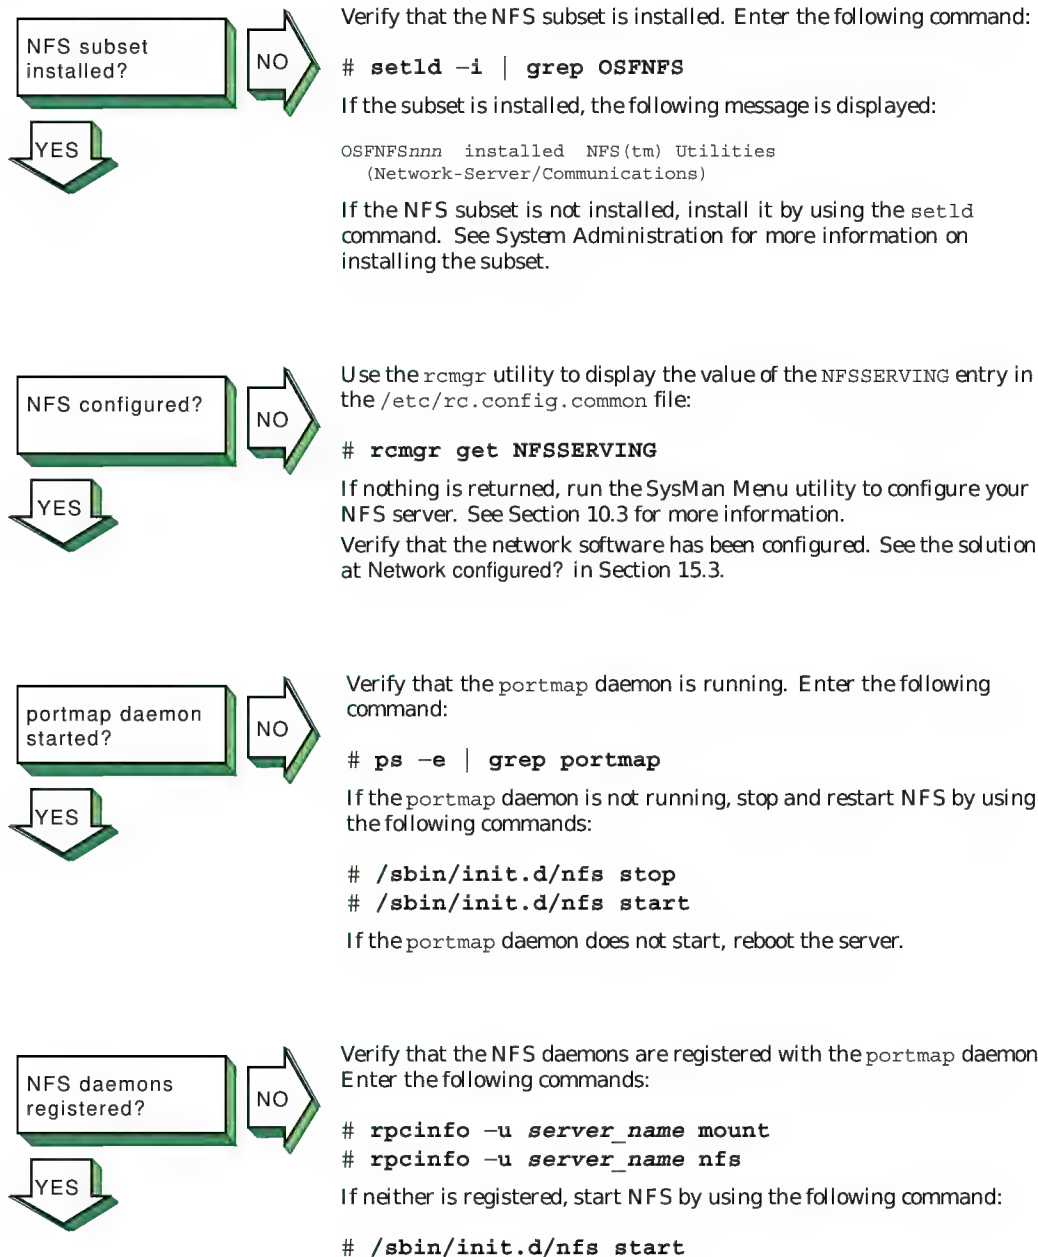 NFS subset
installed?
NO
YES
Verify that the NFS subset is installed. Enter the following command:
# setld –i | grep OSFNFS
If the subset is installed, the following message is displayed:
OSFNFSnnn installed NFS(tm) Utilities
(Network-Server/Communications)
If the NFS subset is not installed, install it by using the setld
command. See System Administration for more information on
installing the subset.
NFS configured?
NO
YES
Use the rcmgr utility to display the value of the NFSSERVING entry in
the /etc/rc.config.common file:
# rcmgr get NFSSERVING
If nothing is returned, run the SysMan Menu utility to configure your
NFS server. See Section 10.3 for more information.
Verify that the network software has been configured. See the solution
at Network configured? in Section 15.3.
portmap daemon
started?
NO
YES
Verify that the portmap daemon is running. Enter the following
command:
# ps –e | grep portmap
If the portmap daemon is not running, stop and restart NFS by using
the following commands:
# /sbin/init.d/nfs stop
# /sbin/init.d/nfs start
If the portmap daemon does not start, reboot the server.
NFS daemons
registered?
NO
YES
Verify that the NFS daemons are registered with the portmap daemon
Enter the following commands:
# rpcinfo –u server_name mount
# rpcinfo –u server_name nfs
If neither is registered, start NFS by using the following command:
# /sbin/init.d/nfs start